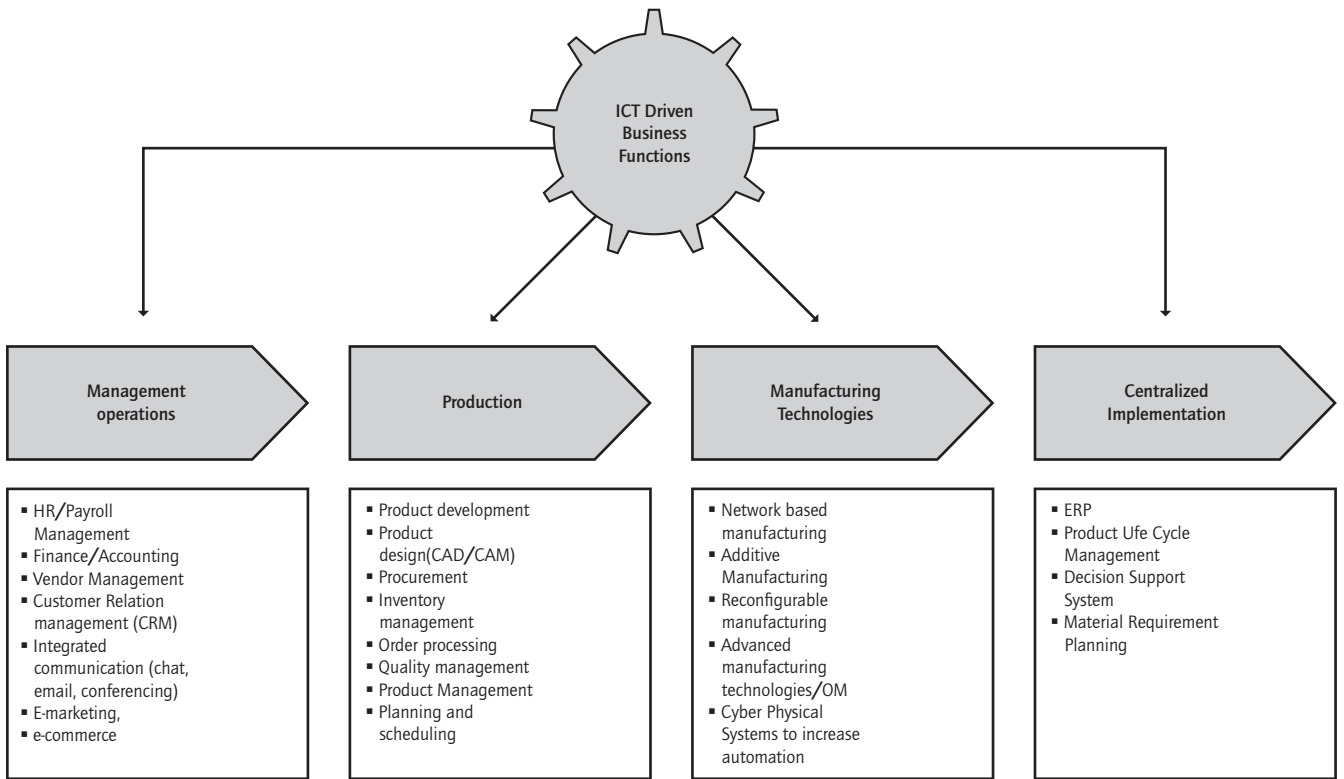 ICT Driven
Business
Functions
Management
operations
Production
Manufacturing
Technologies
Centralized
Implementation
▪ HR/Payroll
Management
▪ Finance/Accounting
▪ Vendor Management
▪ Customer Relation
management (CRM)
▪ Integrated
communication (chat,
email, conferencing)
▪ E-marketing,
▪ e-commerce
▪ Product development
▪ Product
design(CAD/CAM)
▪ Procurement
▪ Inventory
management
▪ Order processing
▪ Quality management
▪ Product Management
▪ Planning and
scheduling
▪ Network based
manufacturing
▪ Additive
Manufacturing
▪ Reconfigurable
manufacturing
▪ Advanced
manufacturing
technologies/OM
▪ Cyber Physical
Systems to increase
automation
▪ ERP
▪ Product Ufe Cycle
Management
▪ Decision Support
System
▪ Material Requirement
Planning